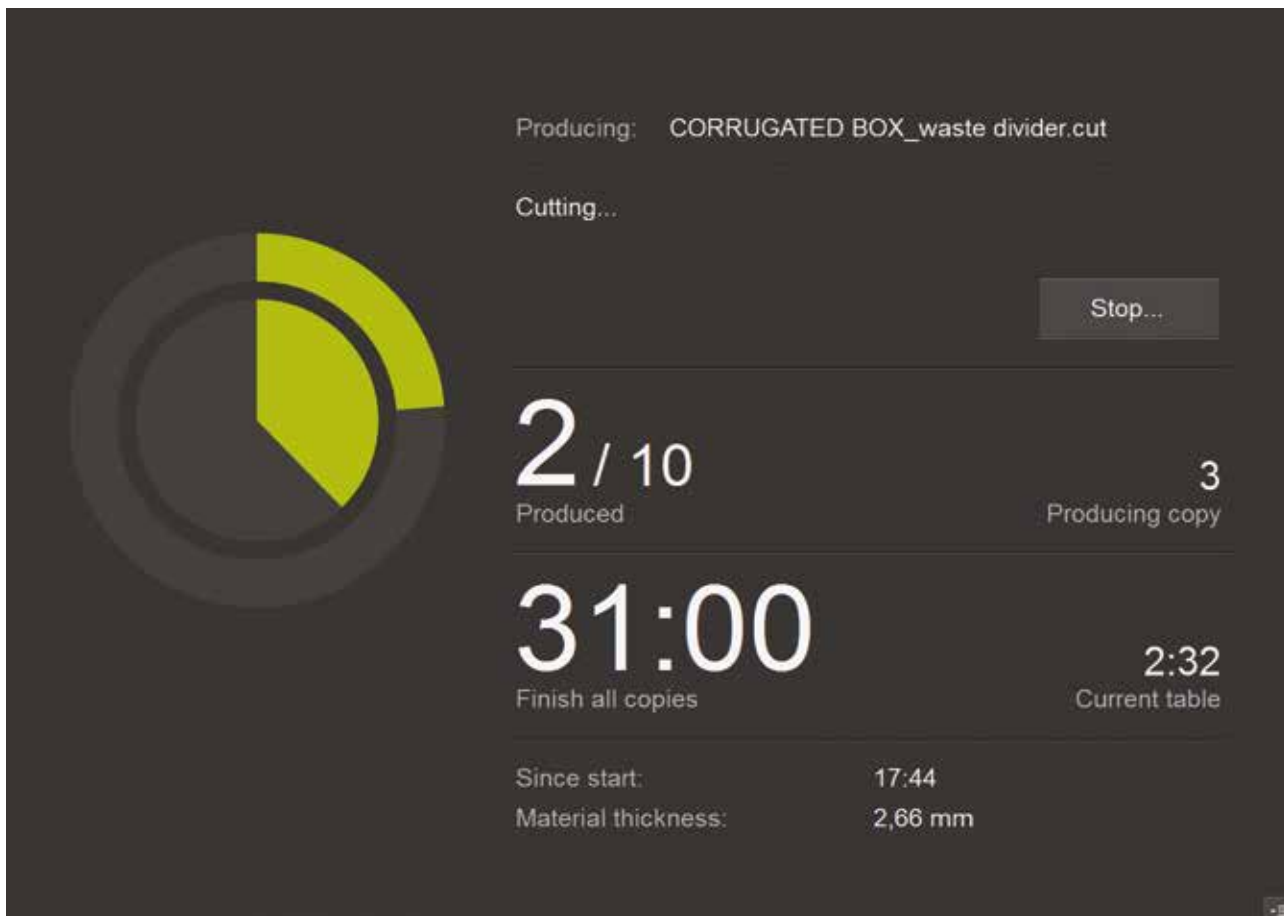 Producing: CORRUGATED BOX_waste divider.cut
Cutting...
Stop...
2 / 10
Produced
3
Producing copy
31:00
Finish all copies
2:32
Current table
Since start: 17:44
Material thickness: 2,66 mm